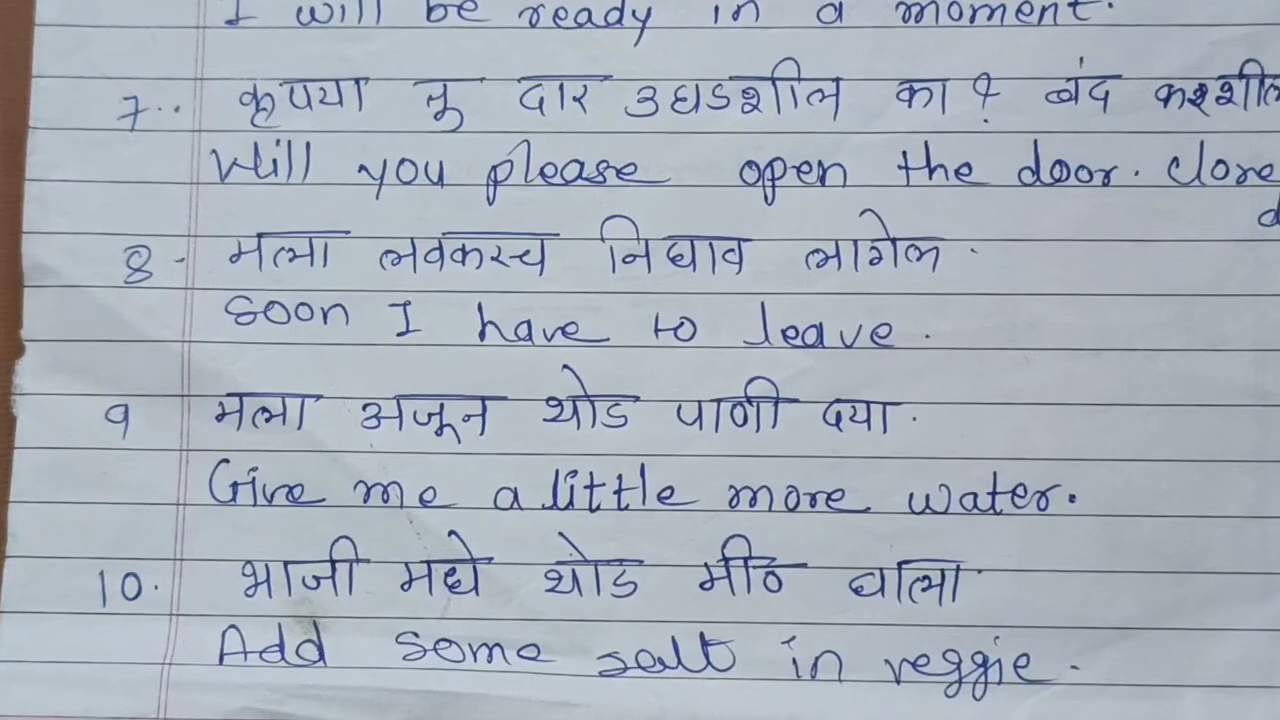 I will be ready in a moment.
7.. कृपया तू दार उघडशील का ? बंद करशील
Will you please open the door. close
8 - मला लवकरच निघाव लागेल .
Soon I have to leave .
9 मला अजून थोड पाणी दया .
Give me a little more water.
10. भाजी मधे थोड मीठ घाला
Add some salt in veggie .